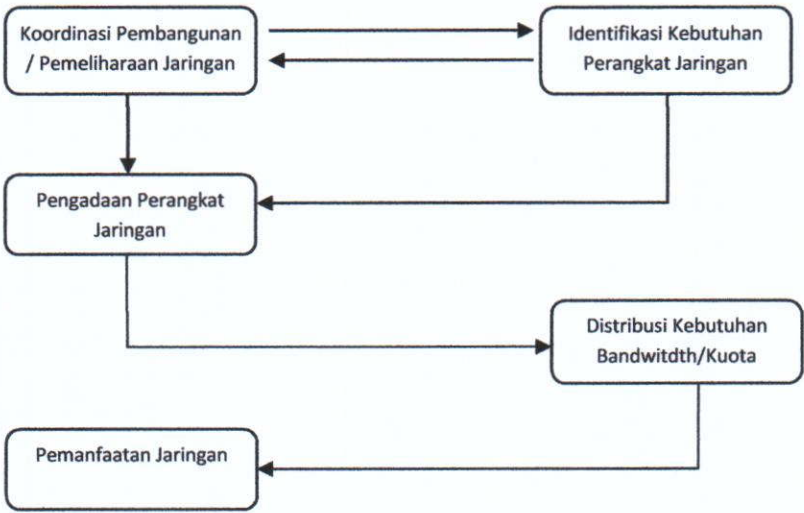 Koordinasi Pembangunan
/ Pemeliharaan Jaringan
Identifikasi Kebutuhan
Perangkat Jaringan
Pengadaan Perangkat
Jaringan
Distribusi Kebutuhan
Bandwitdth/Kuota
Pemanfaatan Jaringan